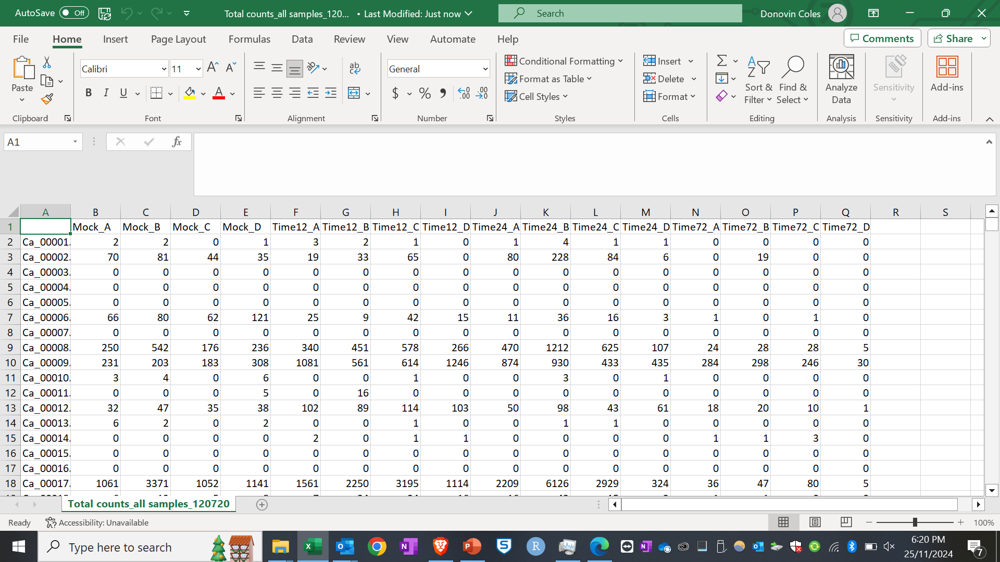 AutoSave Off Total counts_all samples_120... • Last Modified: Just now Search Donovin Coles
File Home Insert Page Layout Formulas Data Review View Automate Help Comments Share
Paste Calibri 11 General Conditional Formatting Format as Table Cell Styles Insert Delete Format Sort & Filter Find & Select Analyze Data Sensitivity Add-ins
Clipboard Font Alignment Number Styles Cells Editing Analysis Sensitivity Add-ins
A1 fx
A B C D E F G H I J K L M N O P Q R S
1 Mock_A Mock_B Mock_C Mock_D Time12_A Time12_B Time12_C Time12_D Time24_A Time24_B Time24_C Time24_D Time72_A Time72_B Time72_C Time72_D
2 Ca_00001. 2 2 0 1 3 2 1 0 1 4 1 1 0 0 0 0
3 Ca_00002. 70 81 44 35 19 33 65 0 80 228 84 6 0 19 0 0
4 Ca_00003. 0 0 0 0 0 0 0 0 0 0 0 0 0 0 0 0
5 Ca_00004. 0 0 0 0 0 0 0 0 0 0 0 0 0 0 0 0
6 Ca_00005. 0 0 0 0 0 0 0 0 0 0 0 0 0 0 0 0
7 Ca_00006. 66 80 62 121 25 9 42 15 11 36 16 3 1 0 1 0
8 Ca_00007. 0 0 0 0 0 0 0 0 0 0 0 0 0 0 0 0
9 Ca_00008. 250 542 176 236 340 451 578 266 470 1212 625 107 24 28 28 5
10 Ca_00009. 231 203 183 308 1081 561 614 1246 874 930 433 435 284 298 246 30
11 Ca_00010. 3 4 0 6 0 0 1 0 0 3 0 1 0 0 0 0
12 Ca_00011. 0 0 0 5 0 16 0 0 0 0 0 0 0 0 0 0
13 Ca_00012. 32 47 35 38 102 89 114 103 50 98 43 61 18 20 10 1
14 Ca_00013. 6 2 0 2 0 0 1 0 0 1 1 0 0 0 0 0
15 Ca_00014. 0 0 0 0 2 0 1 1 0 0 0 0 1 1 3 0
16 Ca_00015. 0 0 0 0 0 0 0 0 0 0 0 0 0 0 0 0
17 Ca_00016. 0 0 0 0 0 0 0 0 0 0 0 0 0 0 0 0
18 Ca_00017. 1061 3371 1052 1141 1561 2250 3195 1114 2209 6126 2929 324 36 47 80 5
Total counts_all samples_120720
Ready Accessibility: Unavailable 100%
Type here to search 6:20 PM
25/11/2024 7